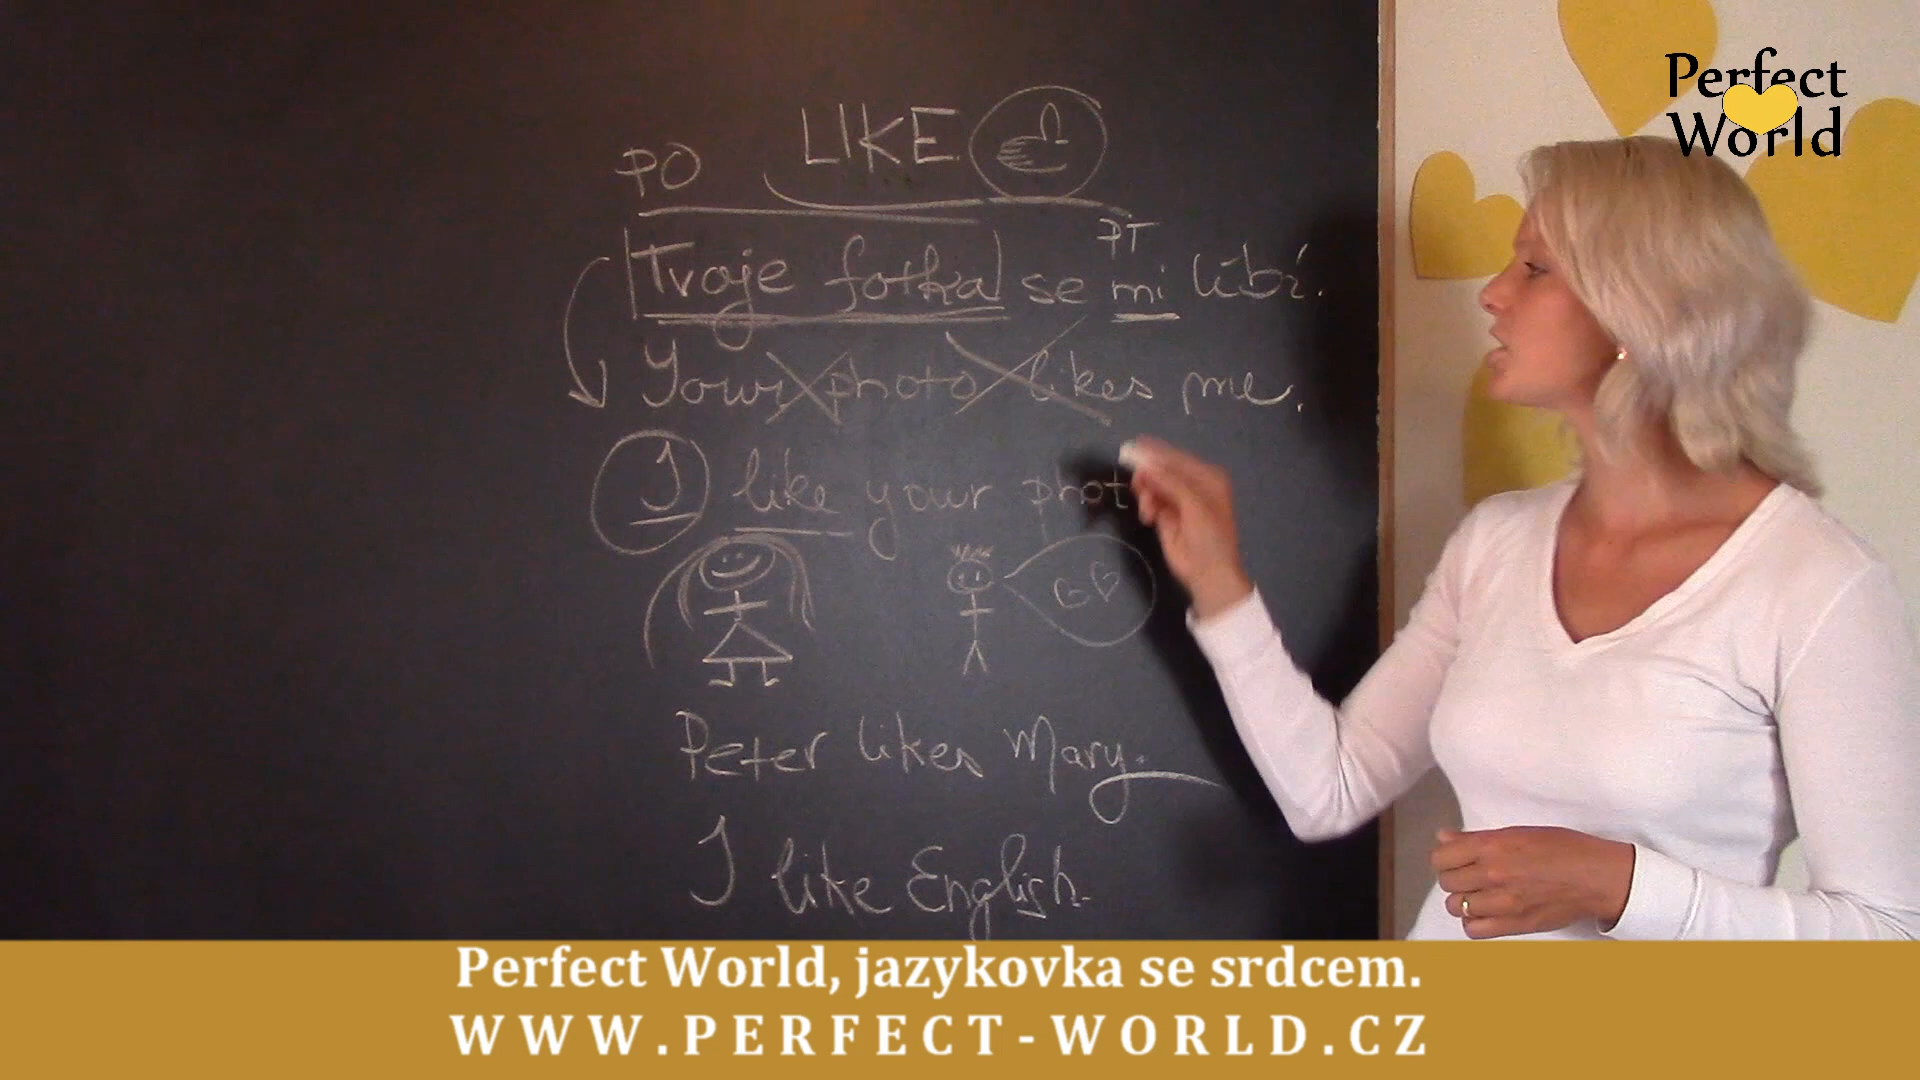 Perfect
World
LIKE
PO
PT
Tvoje fotka se mi líbí.
Your photo likes me.
I like your phot
Peter likes Mary.
I like English.
Perfect World, jazykovka se srdcem.
WWW.PERFECT-WORLD.CZ